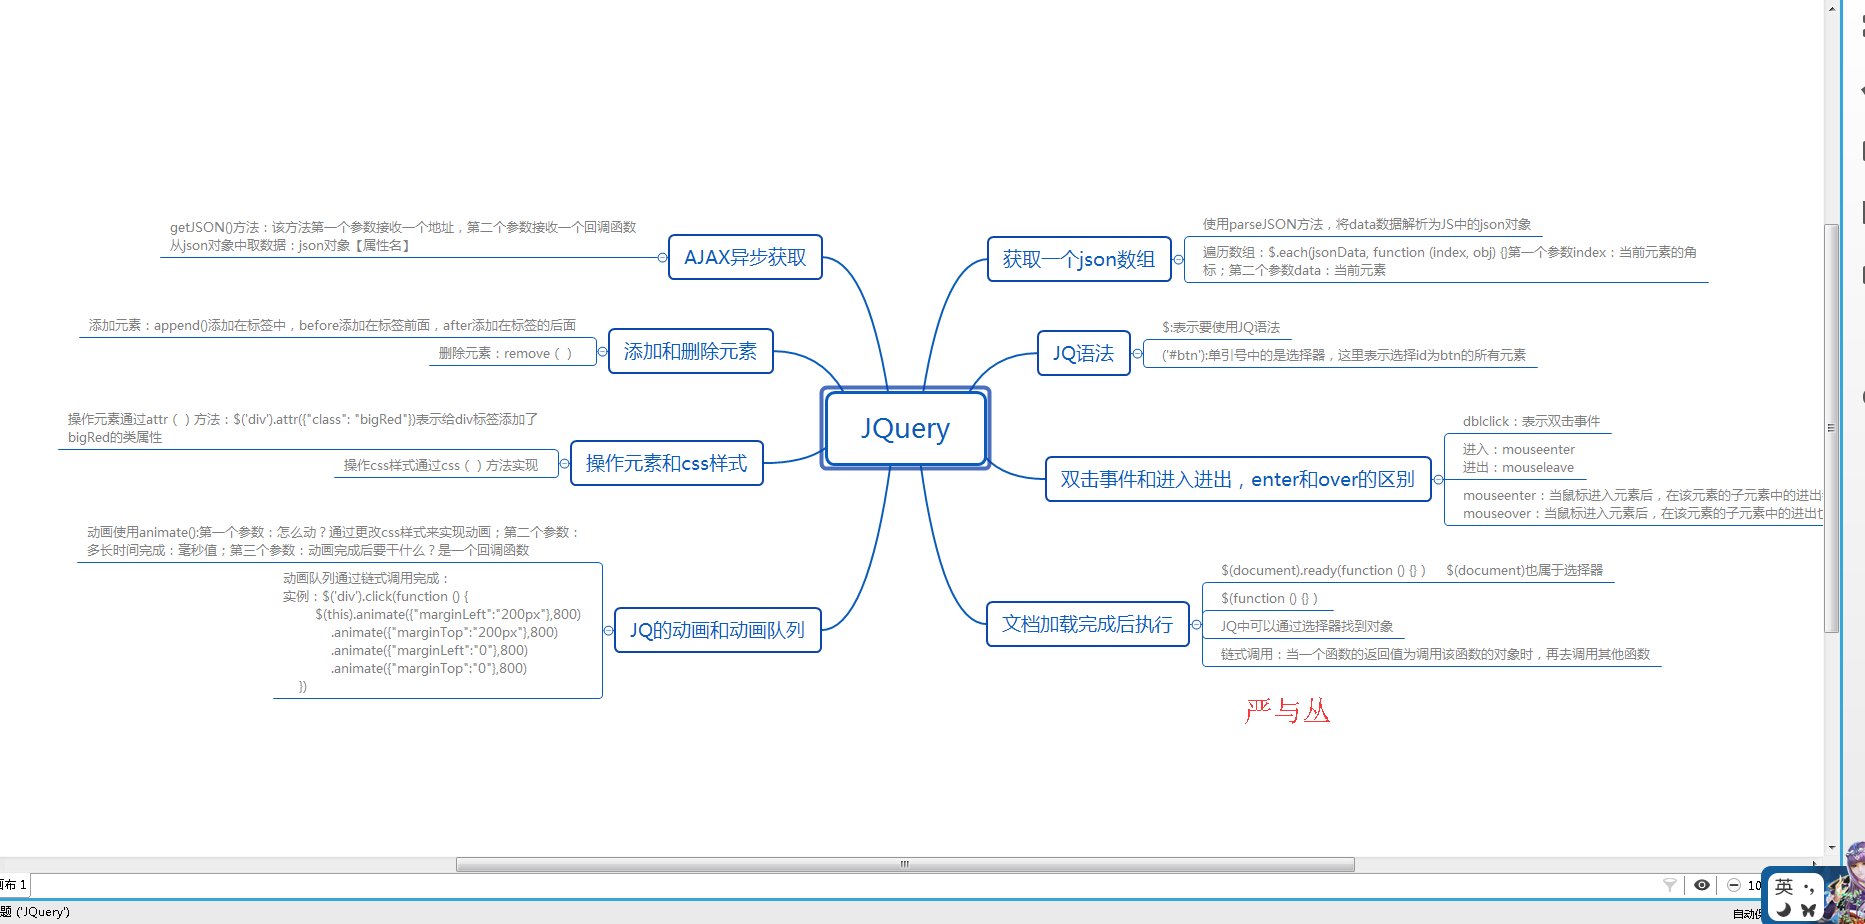 getJSON()方法：该方法第一个参数接收一个地址，第二个参数接收一个回调函数
从json对象中取数据：json对象【属性名】
AJAX异步获取
添加元素：append()添加在标签中，before添加在标签前面，after添加在标签的后面
删除元素：remove（ ）
添加和删除元素
操作元素通过attr（ ）方法：$('div').attr({"class": "bigRed"})表示给div标签添加了
bigRed的类属性
操作css样式通过css（ ）方法实现
操作元素和css样式
动画使用animate():第一个参数：怎么动？通过更改css样式来实现动画；第二个参数：
多长时间完成：毫秒值；第三个参数：动画完成后要干什么？是一个回调函数
动画队列通过链式调用完成：
实例：$('div').click(function () {
$(this).animate({"marginLeft":"200px"},800)
.animate({"marginTop":"200px"},800)
.animate({"marginLeft":"0"},800)
.animate({"marginTop":"0"},800)
})
JQ的动画和动画队列
JQuery
获取一个json数组
使用parseJSON方法，将data数据解析为JS中的json对象
遍历数组：$.each(jsonData, function (index, obj) {}第一个参数index：当前元素的角
标；第二个参数data：当前元素
JQ语法
$:表示要使用JQ语法
('#btn'):单引号中的是选择器，这里表示选择id为btn的所有元素
双击事件和进入进出，enter和over的区别
dblclick：表示双击事件
进入：mouseenter
进出：mouseleave
mouseenter：当鼠标进入元素后，在该元素的子元素中的进出
mouseover：当鼠标进入元素后，在该元素的子元素中的进出
文档加载完成后执行
$(document).ready(function () {} ) $(document)也属于选择器
$(function () {} )
JQ中可以通过选择器找到对象
链式调用：当一个函数的返回值为调用该函数的对象时，再去调用其他函数
严与丛
画布 1
10
英
题 ('JQuery')
自动保